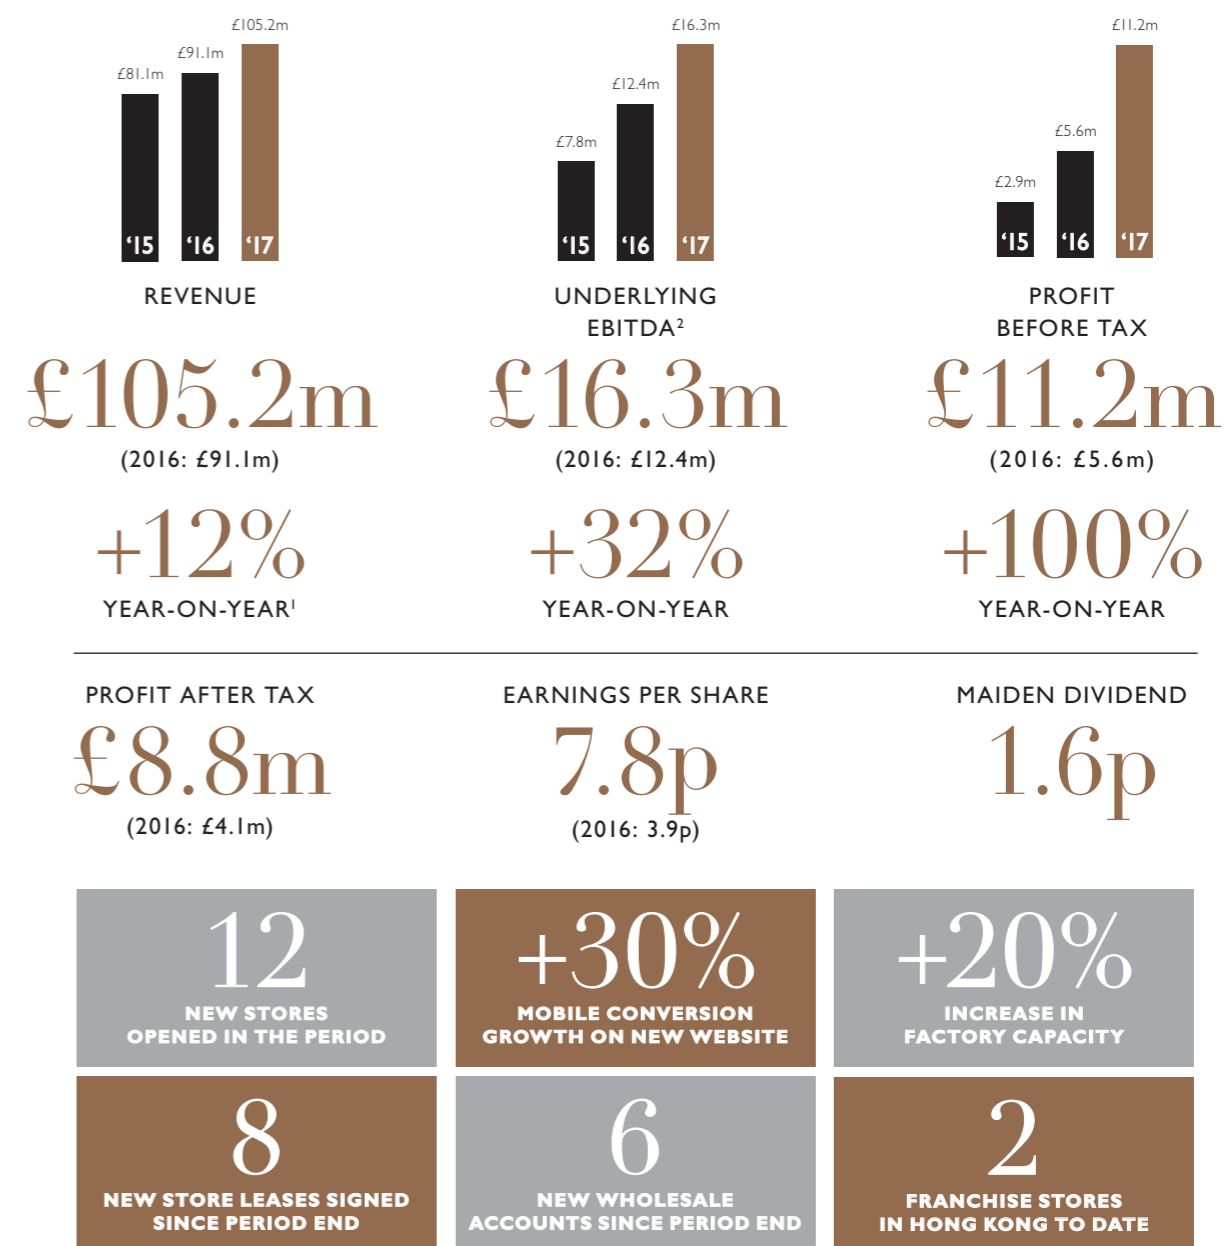 £105.2m
£91.1m
£81.1m
‘15 ‘16 ‘17
REVENUE
£105.2m
(2016: £91.1m)
+12%
YEAR-ON-YEAR¹
£16.3m
£12.4m
£7.8m
‘15 ‘16 ‘17
UNDERLYING
EBITDA²
£16.3m
(2016: £12.4m)
+32%
YEAR-ON-YEAR
£11.2m
£5.6m
£2.9m
‘15 ‘16 ‘17
PROFIT
BEFORE TAX
£11.2m
(2016: £5.6m)
+100%
YEAR-ON-YEAR
PROFIT AFTER TAX
£8.8m
(2016: £4.1m)
EARNINGS PER SHARE
7.8p
(2016: 3.9p)
MAIDEN DIVIDEND
1.6p
12
NEW STORES
OPENED IN THE PERIOD
+30%
MOBILE CONVERSION
GROWTH ON NEW WEBSITE
+20%
INCREASE IN
FACTORY CAPACITY
8
NEW STORE LEASES SIGNED
SINCE PERIOD END
6
NEW WHOLESALE
ACCOUNTS SINCE PERIOD END
2
FRANCHISE STORES
IN HONG KONG TO DATE